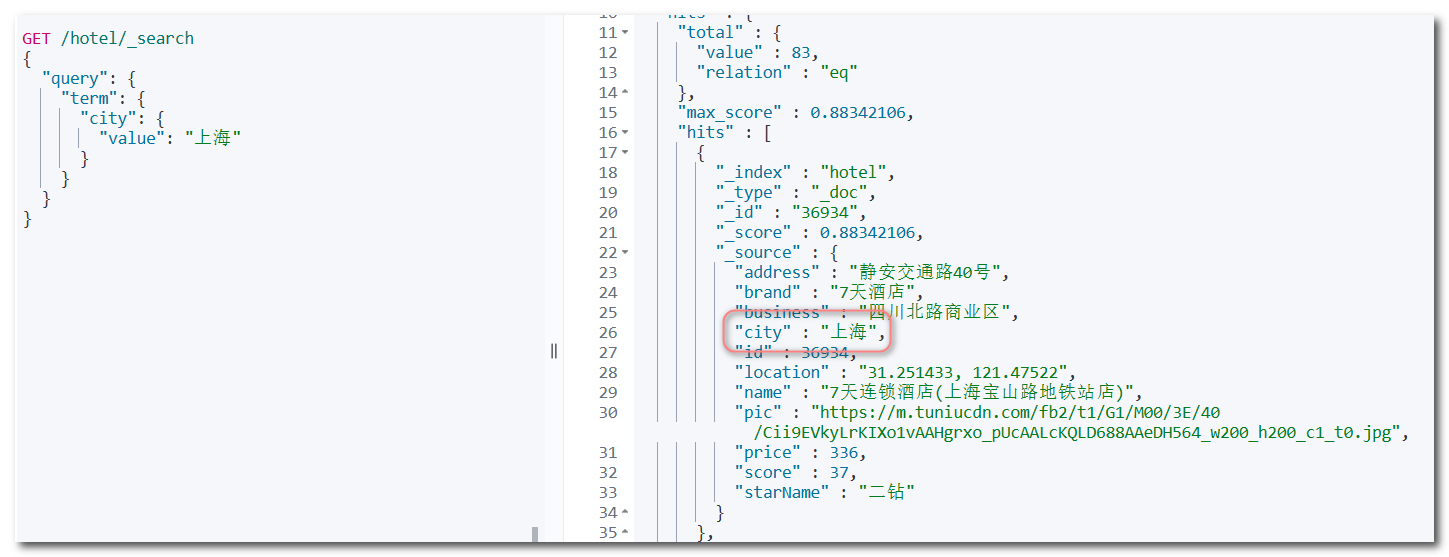 GET /hotel/_search
{
  "query": {
    "term": {
      "city": {
        "value": "上海"
      }
    }
  }
}
11 "total" : {
12 "value" : 83,
13 "relation" : "eq"
14 },
15 "max_score" : 0.88342106,
16 "hits" : [
17 {
18 "_index" : "hotel",
19 "_type" : "_doc",
20 "_id" : "36934",
21 "_score" : 0.88342106,
22 "_source" : {
23 "address" : "静安交通路40号",
24 "brand" : "7天酒店",
25 "business" : "四川北路商业区",
26 "city" : "上海",
27 "id" : 36934,
28 "location" : "31.251433, 121.47522",
29 "name" : "7天连锁酒店(上海宝山路地铁站店)",
30 "pic" : "https://m.tuniucdn.com/fb2/t1/G1/M00/3E/40
/Cii9EVkyLrKIXo1vAAHgrxo_pUcAALcKQLD688AAeDH564_w200_h200_c1_t0.jpg",
31 "price" : 336,
32 "score" : 37,
33 "starName" : "二钻"
34 }
35 },